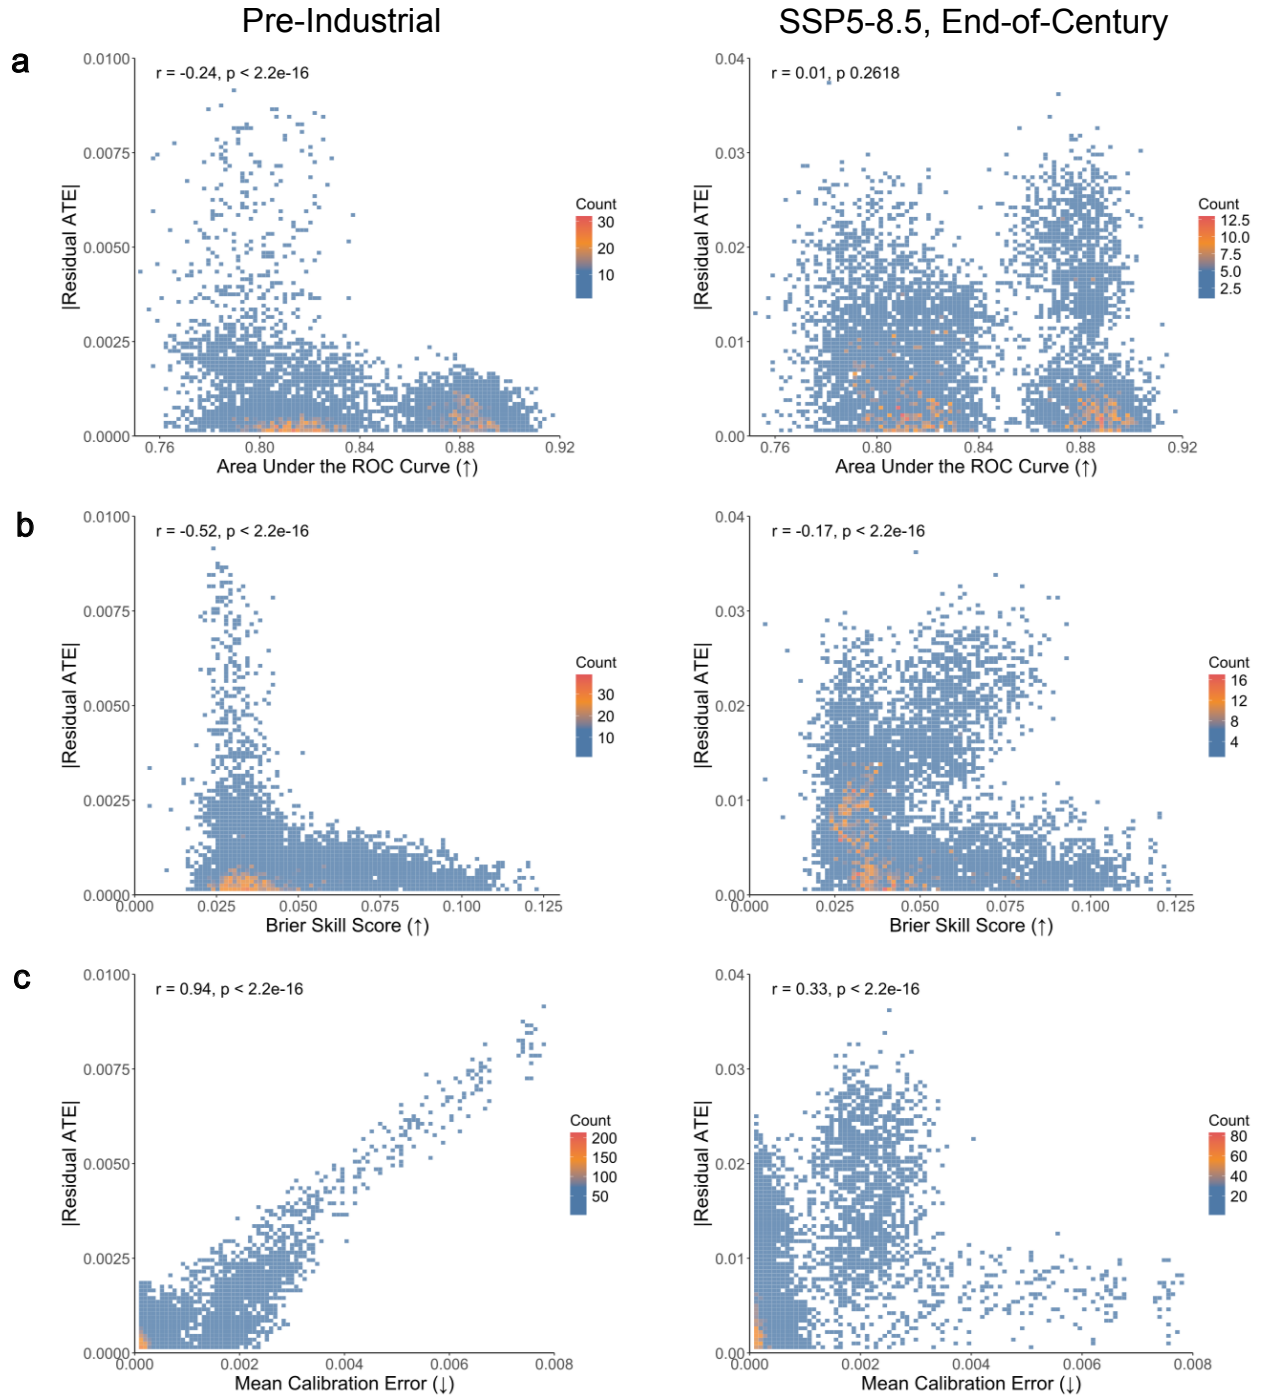 Pre-Industrial
SSP5-8.5, End-of-Century
a
r = -0.24, p < 2.2e-16
|Residual ATE|
0.0100
0.0075
0.0050
0.0025
0.0000
0.76 0.80 0.84 0.88 0.92
Area Under the ROC Curve (↑)
Count
30
20
10
r = 0.01, p 0.2618
|Residual ATE|
0.04
0.03
0.02
0.01
0.00
0.76 0.80 0.84 0.88 0.92
Area Under the ROC Curve (↑)
Count
12.5
10.0
7.5
5.0
2.5
b
r = -0.52, p < 2.2e-16
|Residual ATE|
0.0100
0.0075
0.0050
0.0025
0.0000
0.000 0.025 0.050 0.075 0.100 0.125
Brier Skill Score (↑)
Count
30
20
10
r = -0.17, p < 2.2e-16
|Residual ATE|
0.04
0.03
0.02
0.01
0.00
0.000 0.025 0.050 0.075 0.100 0.125
Brier Skill Score (↑)
Count
16
12
8
4
c
r = 0.94, p < 2.2e-16
|Residual ATE|
0.0100
0.0075
0.0050
0.0025
0.0000
0.000 0.002 0.004 0.006 0.008
Mean Calibration Error (↓)
Count
200
150
100
50
r = 0.33, p < 2.2e-16
|Residual ATE|
0.04
0.03
0.02
0.01
0.00
0.000 0.002 0.004 0.006 0.008
Mean Calibration Error (↓)
Count
80
60
40
20